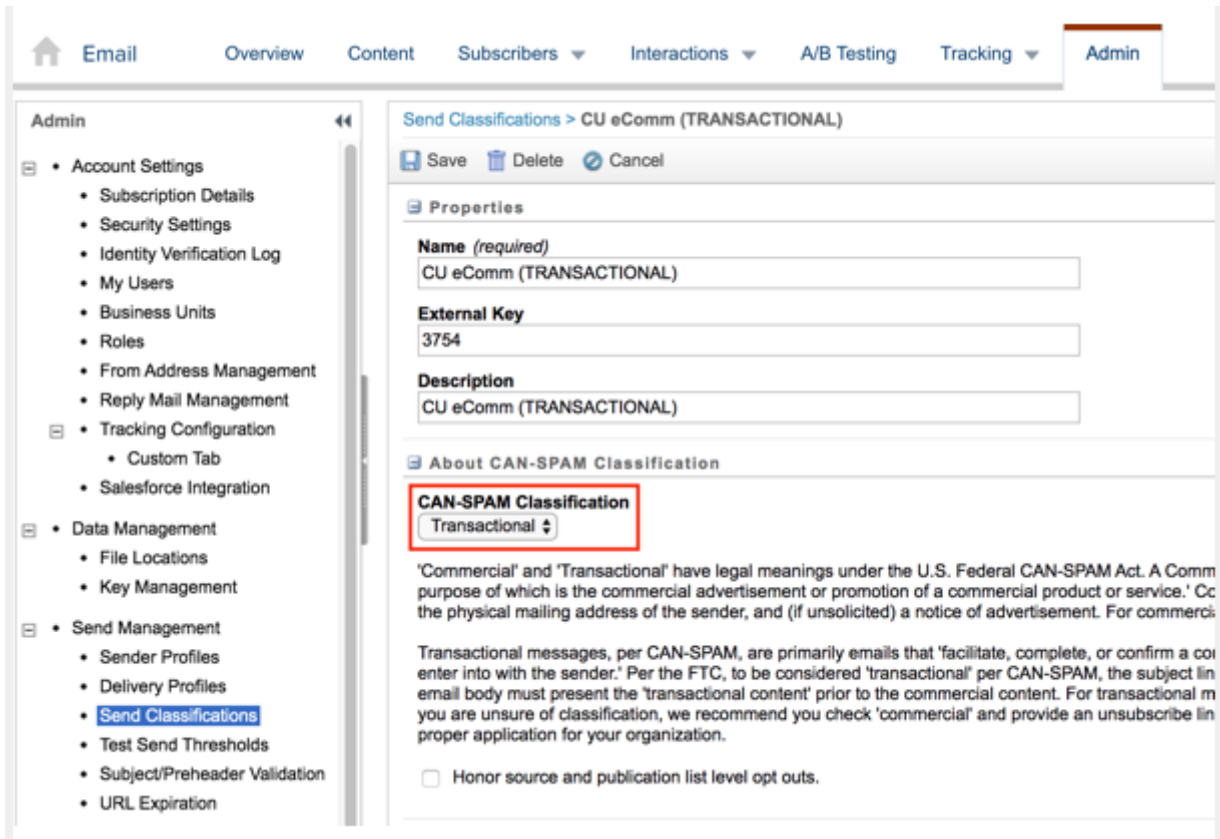 Email Overview Content Subscribers Interactions A/B Testing Tracking Admin
Admin
Account Settings
Subscription Details
Security Settings
Identity Verification Log
My Users
Business Units
Roles
From Address Management
Reply Mail Management
Tracking Configuration
Custom Tab
Salesforce Integration
Data Management
File Locations
Key Management
Send Management
Sender Profiles
Delivery Profiles
Send Classifications
Test Send Thresholds
Subject/Preheader Validation
URL Expiration
Send Classifications > CU eComm (TRANSACTIONAL)
Save Delete Cancel
Properties
Name (required)
CU eComm (TRANSACTIONAL)
External Key
3754
Description
CU eComm (TRANSACTIONAL)
About CAN-SPAM Classification
CAN-SPAM Classification
Transactional
'Commercial' and 'Transactional' have legal meanings under the U.S. Federal CAN-SPAM Act. A Comm
purpose of which is the commercial advertisement or promotion of a commercial product or service.' Co
the physical mailing address of the sender, and (if unsolicited) a notice of advertisement. For commerci
Transactional messages, per CAN-SPAM, are primarily emails that 'facilitate, complete, or confirm a co
enter into with the sender.' Per the FTC, to be considered 'transactional' per CAN-SPAM, the subject lin
email body must present the 'transactional content' prior to the commercial content. For transactional m
you are unsure of classification, we recommend you check 'commercial' and provide an unsubscribe lin
proper application for your organization.
Honor source and publication list level opt outs.